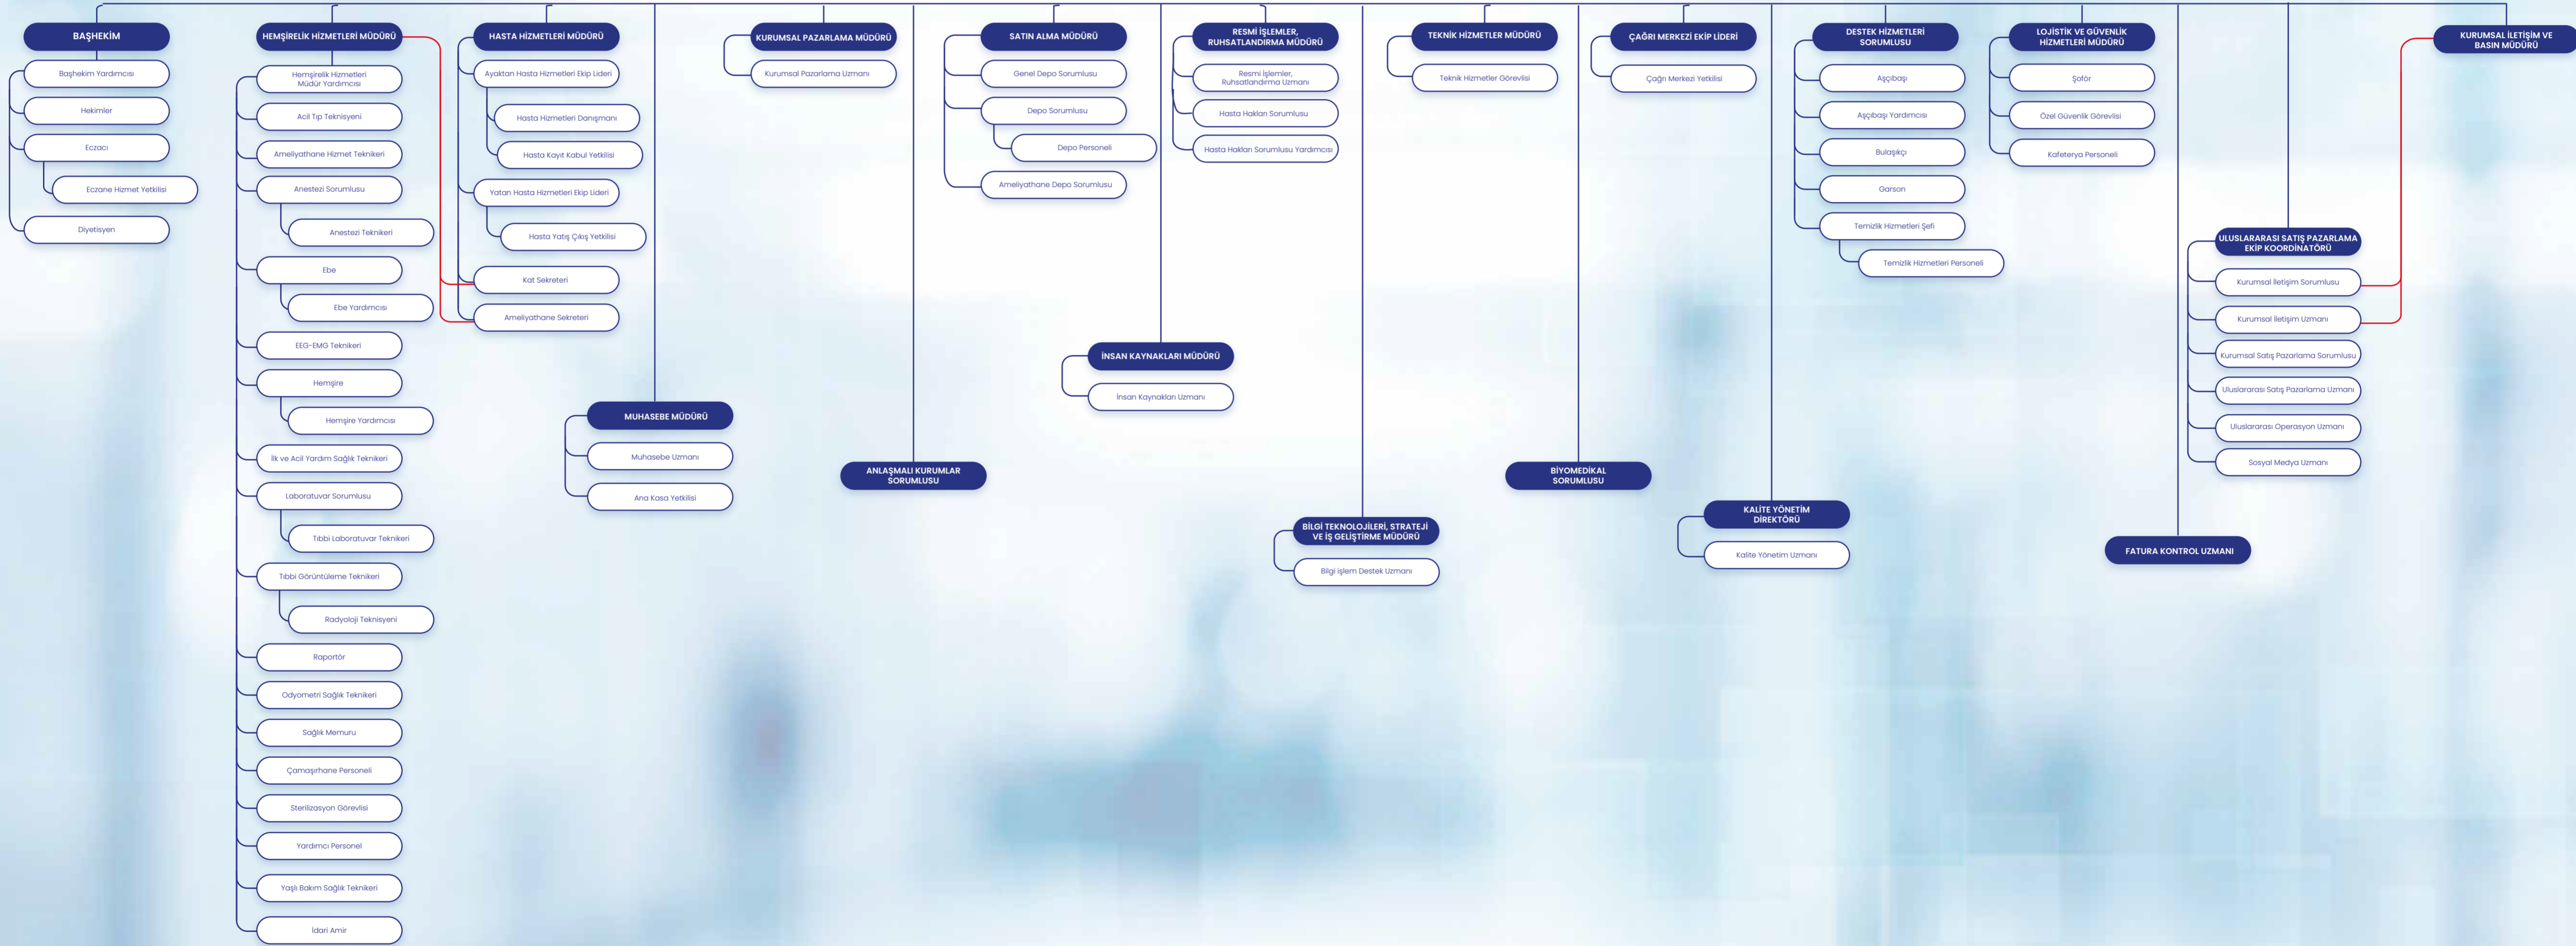 BAŞHEKİM
Başhekim Yardımcısı
Hekimler
Eczacı
Eczane Hizmet Yetkilisi
Diyetisyen
HEMŞİRELİK HİZMETLERİ MÜDÜRÜ
Hemşirelik Hizmetleri
Müdür Yardımcısı
Acil Tıp Teknisyeni
Ameliyathane Hizmet Teknikeri
Anestezi Sorumlusu
Anestezi Teknikeri
Ebe
Ebe Yardımcısı
EEG-EMG Teknikeri
Hemşire
Hemşire Yardımcısı
İlk ve Acil Yardım Sağlık Teknikeri
Laboratuvar Sorumlusu
Tıbbi Laboratuvar Teknikeri
Tıbbi Görüntüleme Teknikeri
Radyoloji Teknisyeni
Raportör
Odyometri Sağlık Teknikeri
Sağlık Memuru
Çamaşırhane Personeli
Sterilizasyon Görevlisi
Yardımcı Personel
Yaşlı Bakım Sağlık Teknikeri
İdari Amir
HASTA HİZMETLERİ MÜDÜRÜ
Ayaktan Hasta Hizmetleri Ekip Lideri
Hasta Hizmetleri Danışmanı
Hasta Kayıt Kabul Yetkilisi
Yatan Hasta Hizmetleri Ekip Lideri
Hasta Yatış Çıkış Yetkilisi
Kat Sekreteri
Ameliyathane Sekreteri
MUHASEBE MÜDÜRÜ
Muhasebe Uzmanı
Ana Kasa Yetkilisi
KURUMSAL PAZARLAMA MÜDÜRÜ
Kurumsal Pazarlama Uzmanı
ANLAŞMALI KURUMLAR
SORUMLUSU
SATIN ALMA MÜDÜRÜ
Genel Depo Sorumlusu
Depo Sorumlusu
Depo Personeli
Ameliyathane Depo Sorumlusu
İNSAN KAYNAKLARI MÜDÜRÜ
İnsan Kaynakları Uzmanı
RESMİ İŞLEMLER,
RUHSATLANDIRMA MÜDÜRÜ
Resmi İşlemler,
Ruhsatlandırma Uzmanı
Hasta Hakları Sorumlusu
Hasta Hakları Sorumlusu Yardımcısı
BİLGİ TEKNOLOJİLERİ, STRATEJİ
VE İŞ GELİŞTİRME MÜDÜRÜ
Bilgi işlem Destek Uzmanı
TEKNİK HİZMETLER MÜDÜRÜ
Teknik Hizmetler Görevlisi
BİYOMEDİKAL
SORUMLUSU
ÇAĞRI MERKEZİ EKİP LİDERİ
Çağrı Merkezi Yetkilisi
KALİTE YÖNETİM
DİREKTÖRÜ
Kalite Yönetim Uzmanı
DESTEK HİZMETLERİ
SORUMLUSU
Aşçıbaşı
Aşçıbaşı Yardımcısı
Bulaşıkçı
Garson
Temizlik Hizmetleri Şefi
Temizlik Hizmetleri Personeli
LOJİSTİK VE GÜVENLİK
HİZMETLERİ MÜDÜRÜ
Şoför
Özel Güvenlik Görevlisi
Kafeterya Personeli
FATURA KONTROL UZMANI
ULUSLARARASI SATIŞ PAZARLAMA
EKİP KOORDİNATÖRÜ
Kurumsal İletişim Sorumlusu
Kurumsal İletişim Uzmanı
Kurumsal Satış Pazarlama Sorumlusu
Uluslararası Satış Pazarlama Uzmanı
Uluslararası Operasyon Uzmanı
Sosyal Medya Uzmanı
KURUMSAL İLETİŞİM VE
BASIN MÜDÜRÜ